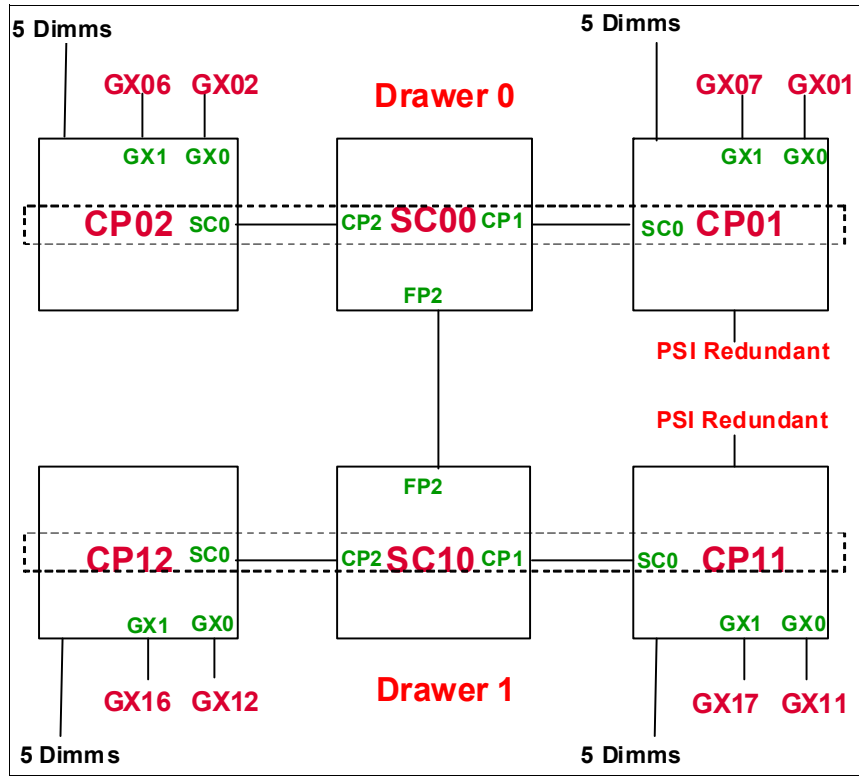 5 Dimms
5 Dimms
GX06 GX02
Drawer 0
GX07 GX01
GX1 GX0
GX1 GX0
CP02 SC0
CP2 SC00 CP1
SC0 CP01
FP2
PSI Redundant
PSI Redundant
FP2
CP12 SC0
CP2 SC10 CP1
SC0 CP11
GX1 GX0
GX1 GX0
GX16 GX12
Drawer 1
GX17 GX11
5 Dimms
5 Dimms